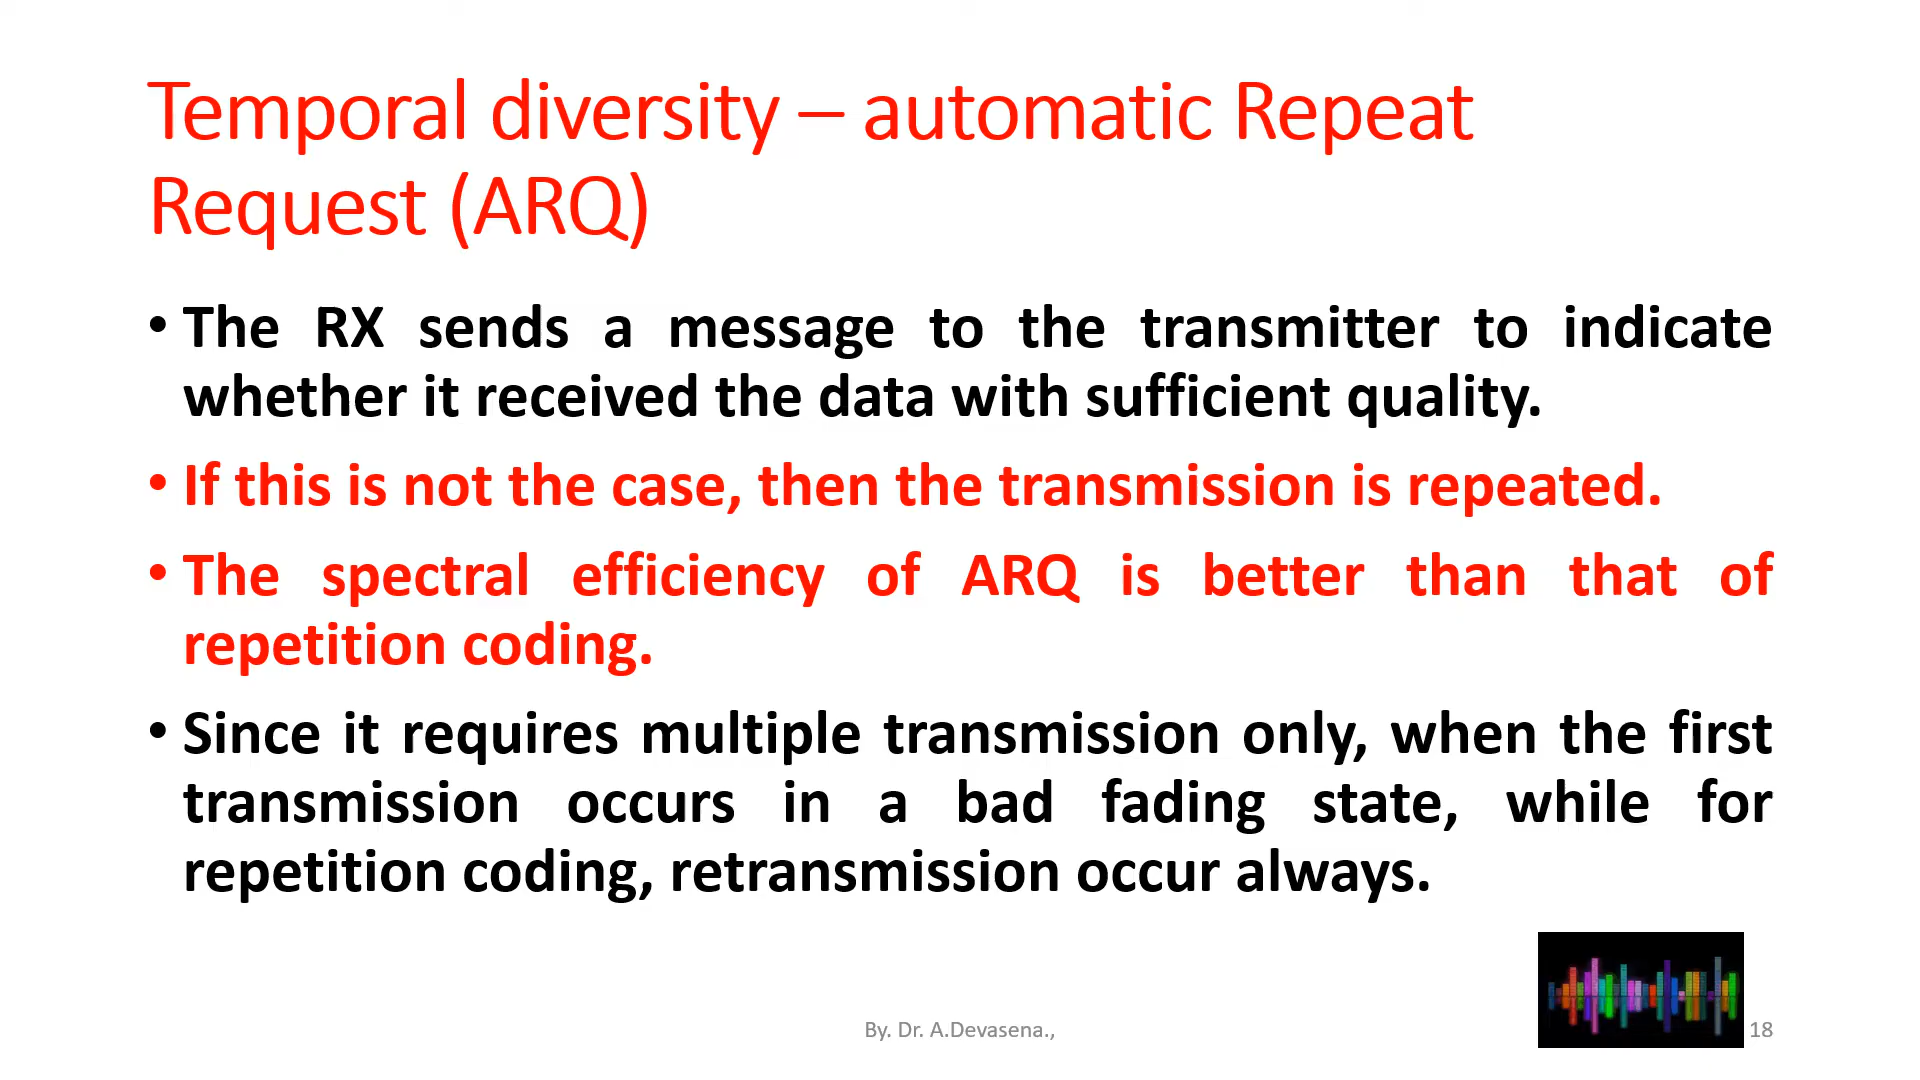 Temporal diversity – automatic Repeat
Request (ARQ)
• The RX sends a message to the transmitter to indicate
whether it received the data with sufficient quality.
• If this is not the case, then the transmission is repeated.
• The spectral efficiency of ARQ is better than that of
repetition coding.
• Since it requires multiple transmission only, when the first
transmission occurs in a bad fading state, while for
repetition coding, retransmission occur always.
By. Dr. A.Devasena.,
18